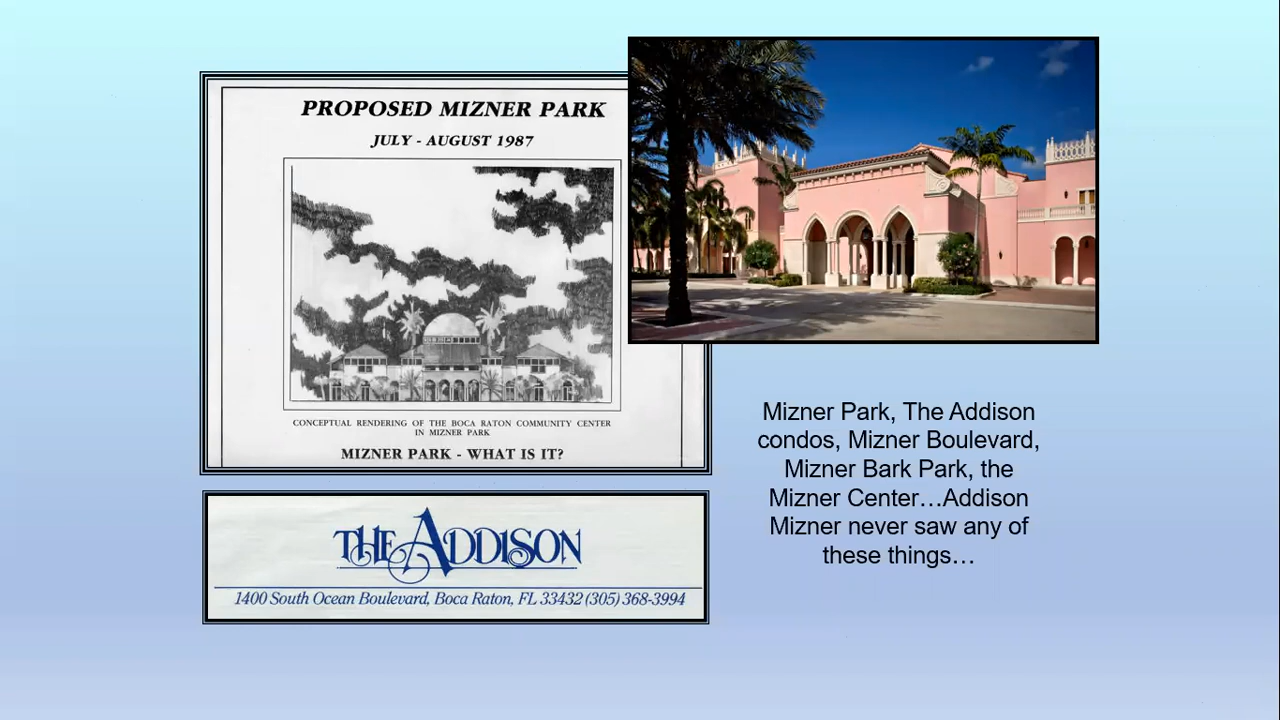 PROPOSED MIZNER PARK
JULY - AUGUST 1987
CONCEPTUAL RENDERING OF THE BOCA RATON COMMUNITY CENTER
IN MIZNER PARK
MIZNER PARK - WHAT IS IT?
THE ADDISON
1400 South Ocean Boulevard, Boca Raton, FL 33432 (305) 368-3994
Mizner Park, The Addison
condos, Mizner Boulevard,
Mizner Bark Park, the
Mizner Center…Addison
Mizner never saw any of
these things…